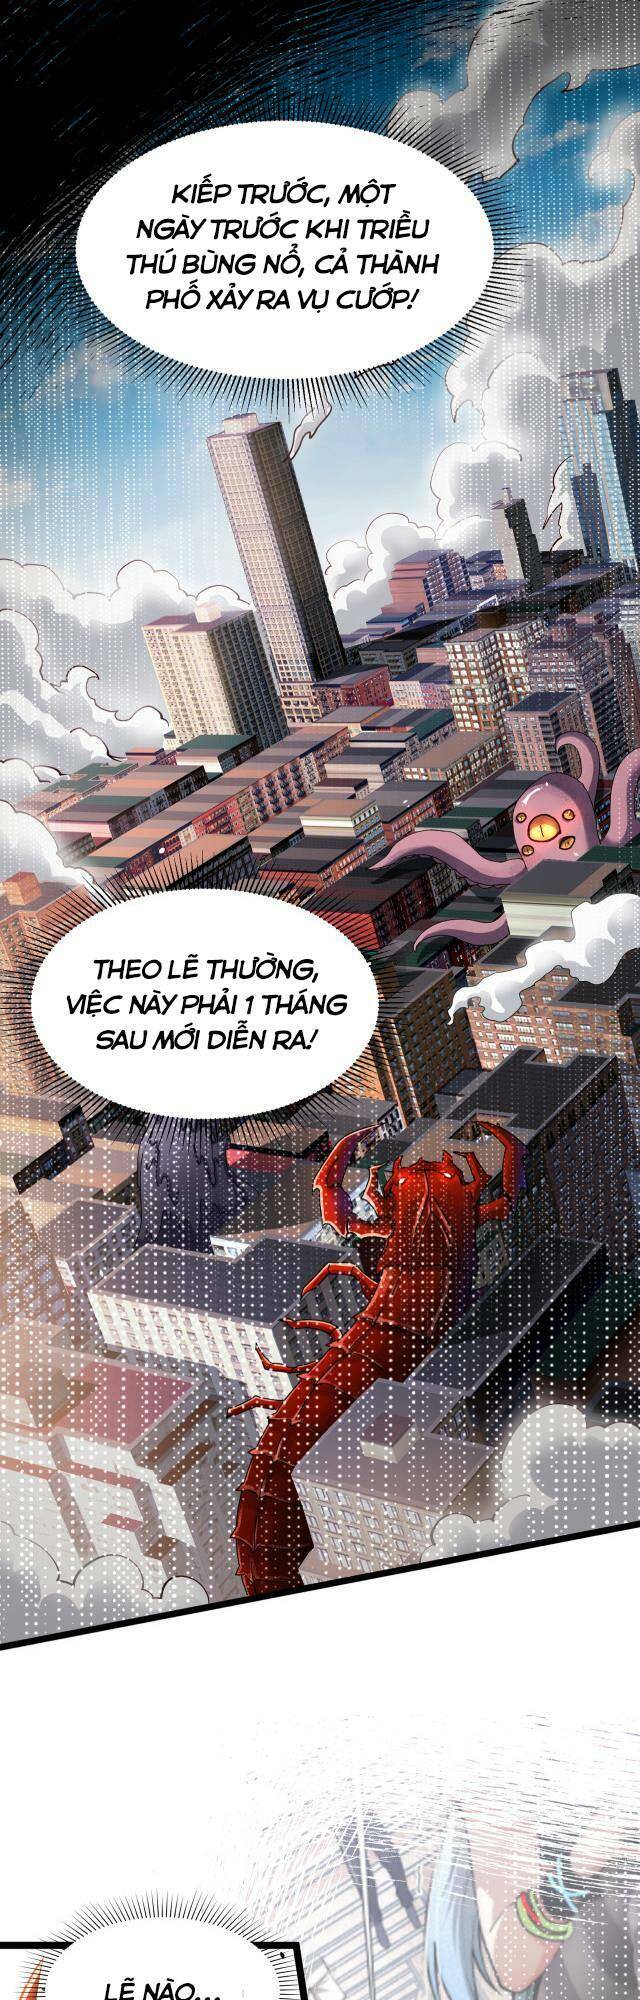 KIẾP TRƯỚC, MỘT
NGÀY TRƯỚC KHI TRIỀU
THÚ BÙNG NỔ, CẢ THÀNH
PHỐ XẢY RA VỤ CƯỚP!
THEO LẼ THƯỜNG,
VIỆC NÀY PHẢI 1 THÁNG
SAU MỚI DIỄN RA!
LẼ NÀO...